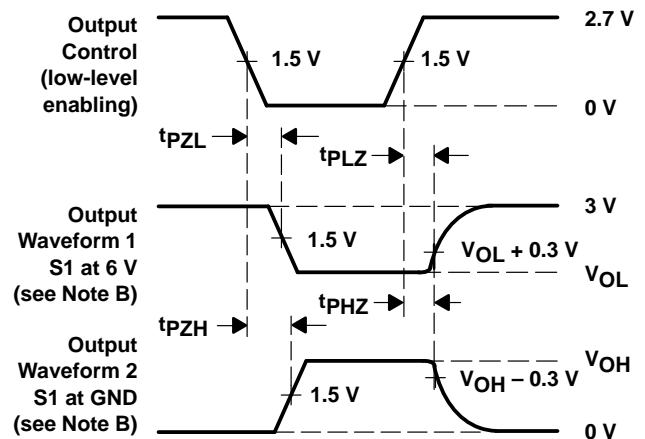 Output
Control
(low-level
enabling)
2.7 V
1.5 V
1.5 V
0 V
tPZL
tPLZ
Output
Waveform 1
S1 at 6 V
(see Note B)
3 V
1.5 V
VOL + 0.3 V
VOL
tPZH
tPHZ
Output
Waveform 2
S1 at GND
(see Note B)
VOH
1.5 V
VOH – 0.3 V
0 V